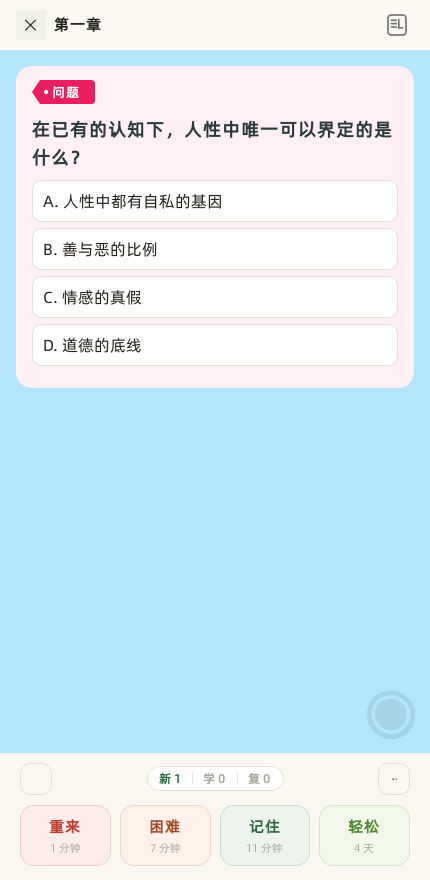 第一章
• 问题
在已有的认知下，人性中唯一可以界定的是
什么？
A. 人性中都有自私的基因
B. 善与恶的比例
C. 情感的真假
D. 道德的底线
新 1 学 0 复 0
重来 困难 记住 轻松
1 分钟 7 分钟 11 分钟 4 天